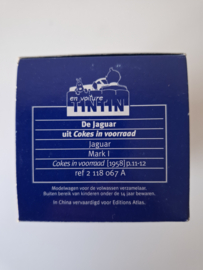 en voiture
TINTIN
De Jaguar
uit Cokes in voorraad
Jaguar
Mark I
Cokes in voorraad [1958] p.11-12
ref 2 118 067 A
Modelwagen voor de volwassen verzamelaar.
Buiten bereik van kinderen onder de 14 jaar bewaren.
In China vervaardigd voor Editions Atlas.